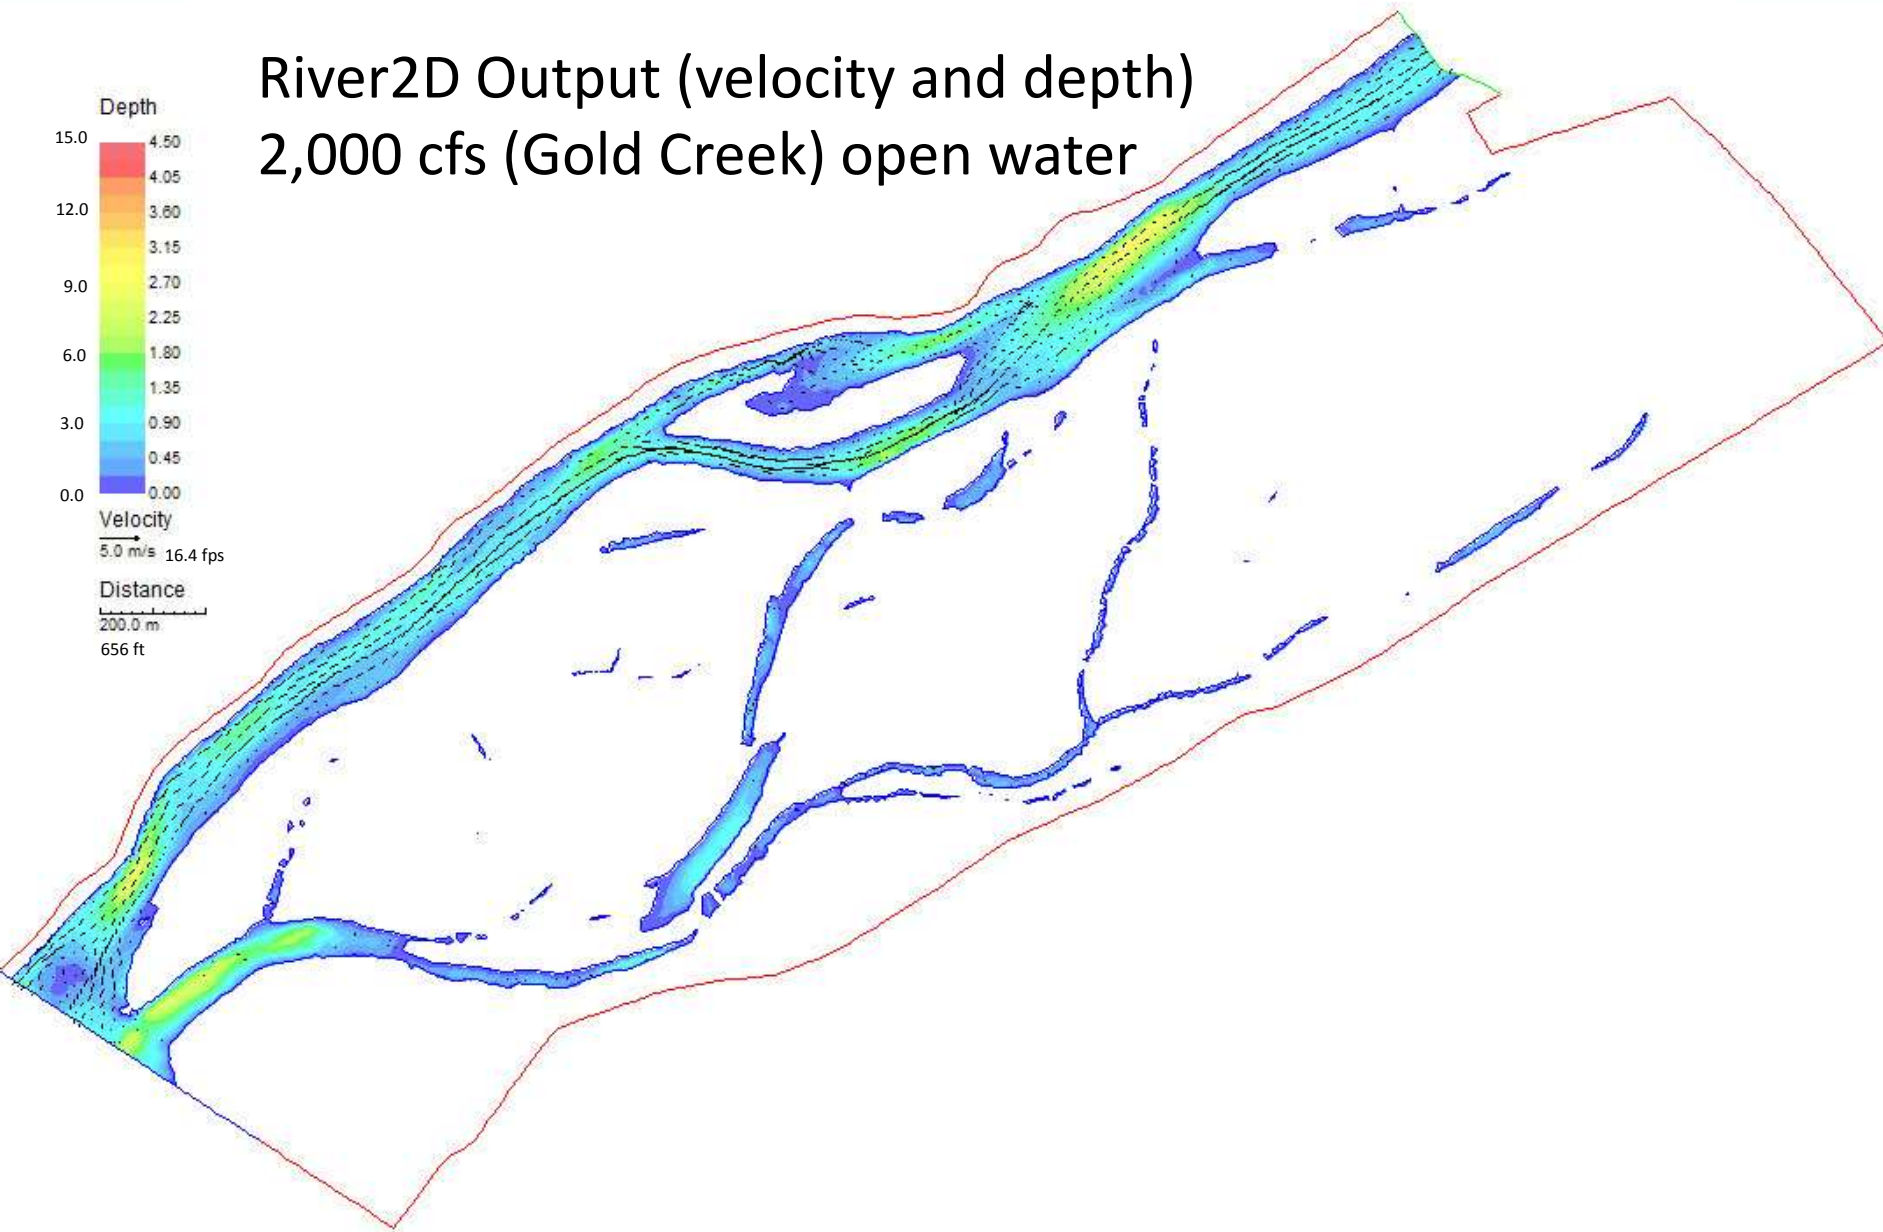 River2D Output (velocity and depth)
2,000 cfs (Gold Creek) open water
Depth
15.0
4.50
4.05
12.0
3.60
3.15
9.0
2.70
2.25
6.0
1.80
1.35
3.0
0.90
0.45
0.0
0.00
Velocity
5.0 m/s 16.4 fps
Distance
200.0 m
656 ft